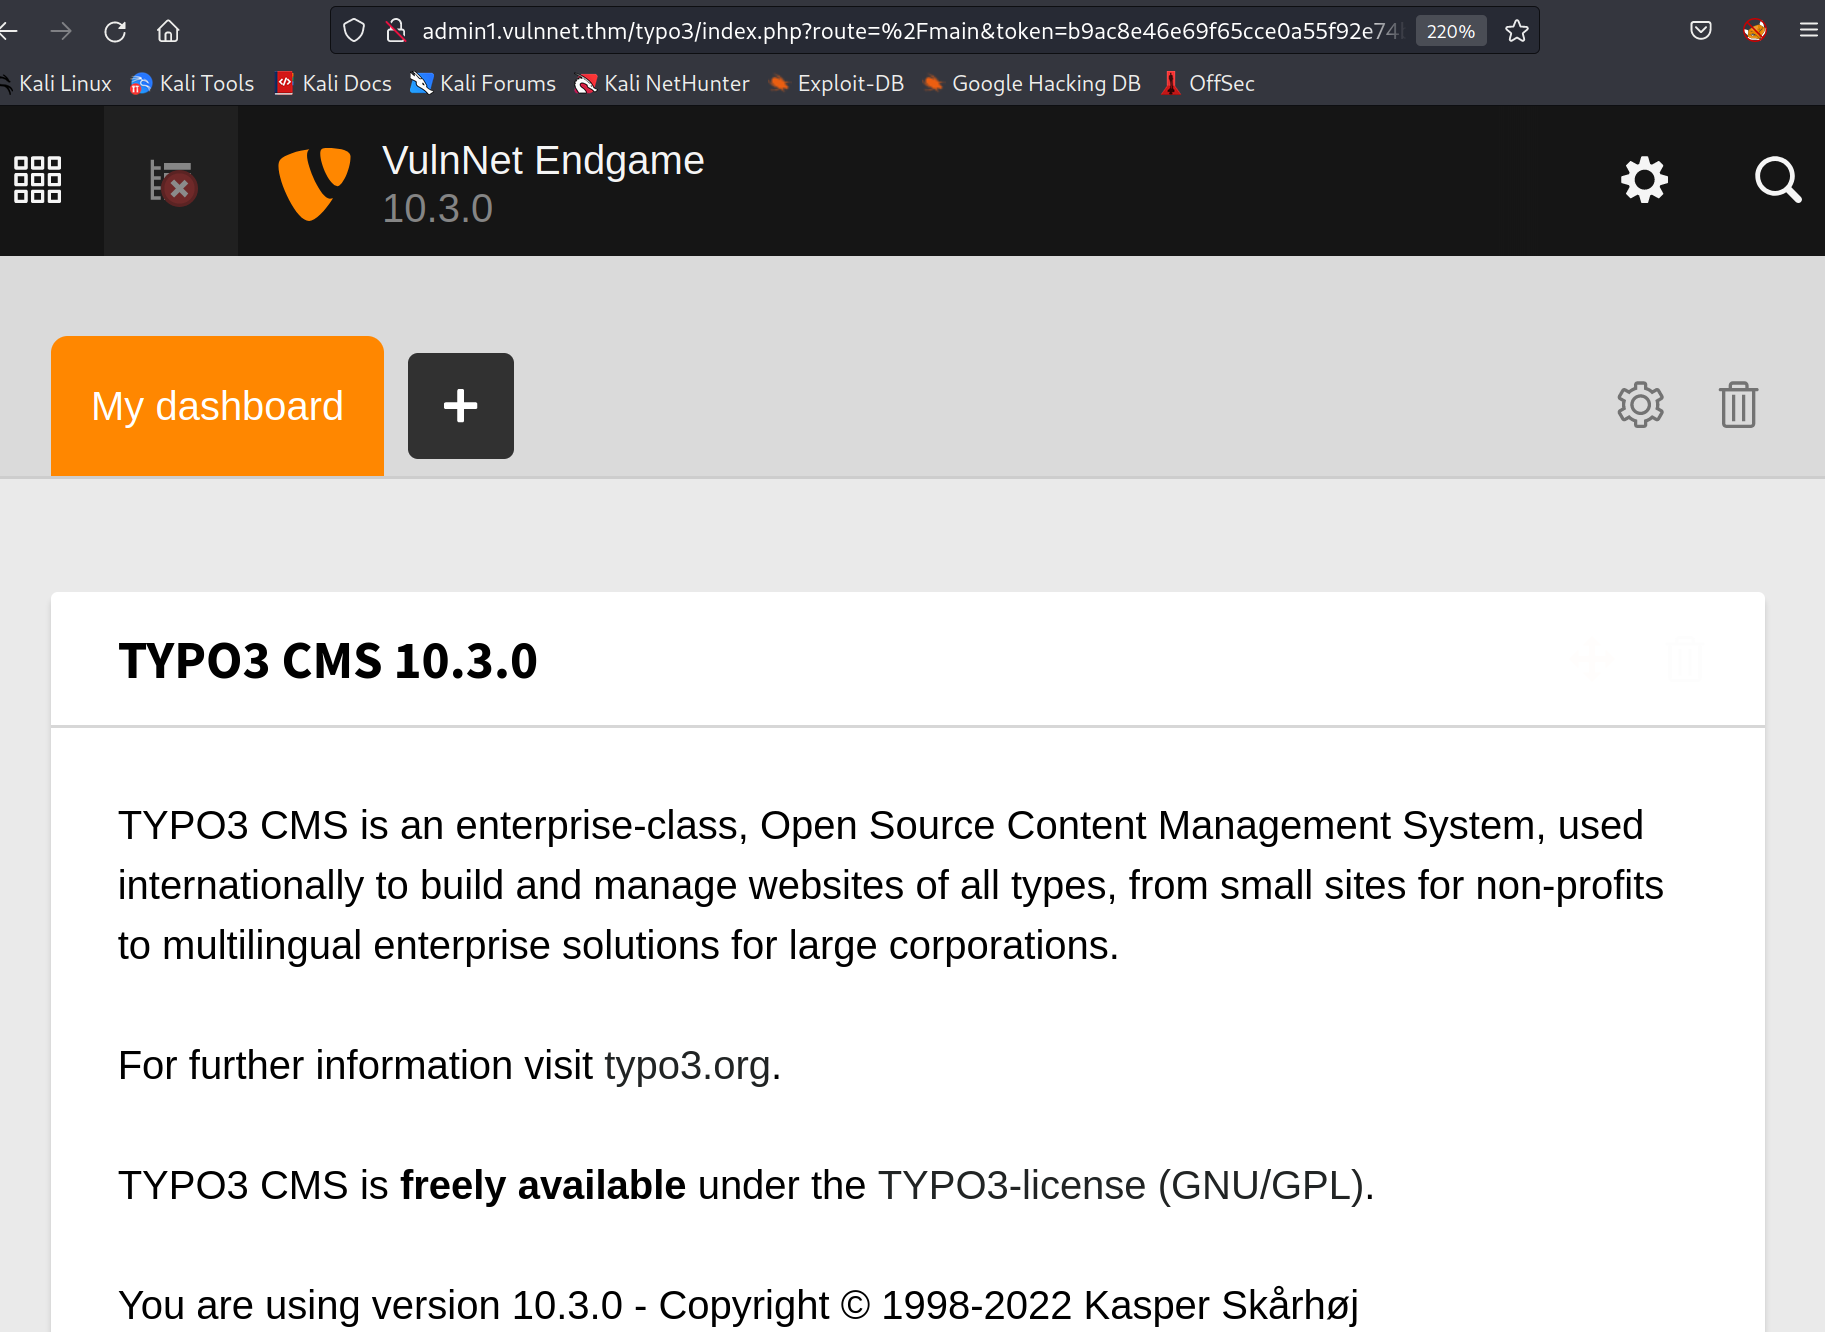 admin1.vulnnet.thm/typo3/index.php?route=%2Fmain&token=b9ac8e46e69f65cce0a55f92e74 220%
Kali Linux Kali Tools Kali Docs Kali Forums Kali NetHunter Exploit-DB Google Hacking DB OffSec
VulnNet Endgame
10.3.0
My dashboard +
TYPO3 CMS 10.3.0
TYPO3 CMS is an enterprise-class, Open Source Content Management System, used
internationally to build and manage websites of all types, from small sites for non-profits
to multilingual enterprise solutions for large corporations.
For further information visit typo3.org.
TYPO3 CMS is freely available under the TYPO3-license (GNU/GPL).
You are using version 10.3.0 - Copyright © 1998-2022 Kasper Skårhøj